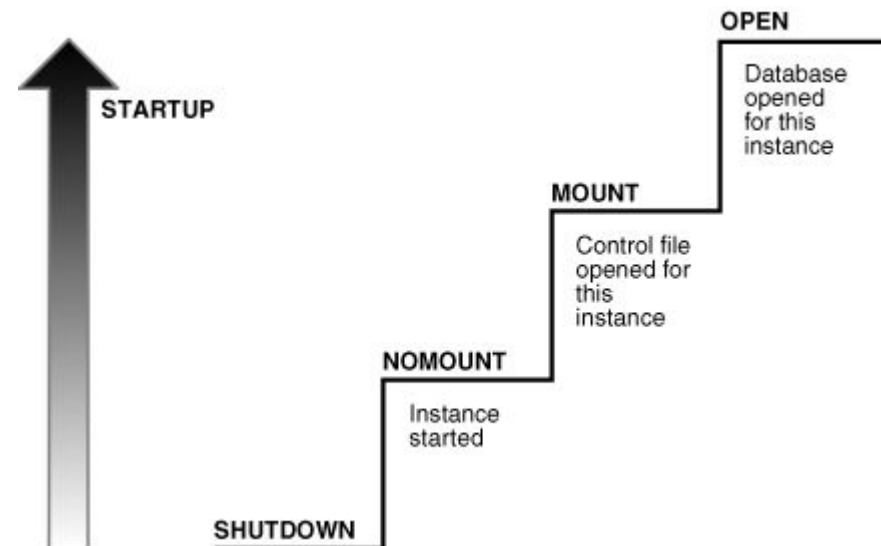 OPEN
Database
opened
for this
instance
STARTUP
MOUNT
Control file
opened for
this
instance
NOMOUNT
Instance
started
SHUTDOWN